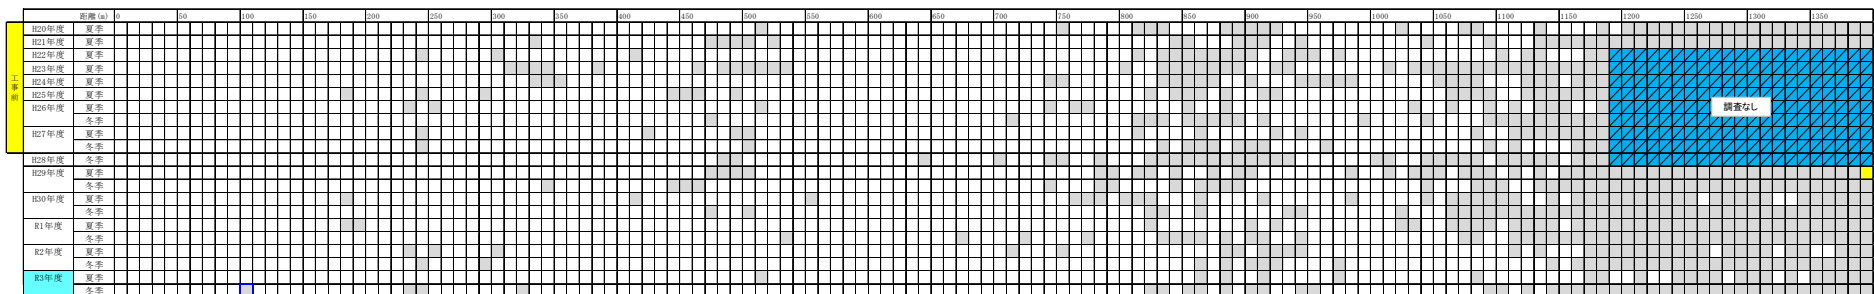 距離(m) 0 50 100 150 200 250 300 350 400 450 500 550 600 650 700 750 800 850 900 950 1000 1050 1100 1150 1200 1250 1300 1350
工事前
H20年度 夏季
H21年度 夏季
H22年度 夏季
H23年度 夏季
H24年度 夏季
H25年度 夏季
H26年度 夏季
調査なし
冬季
H27年度 夏季
冬季
H28年度 冬季
H29年度 夏季
冬季
H30年度 夏季
冬季
R1年度 夏季
冬季
R2年度 夏季
冬季
R3年度 夏季
冬季